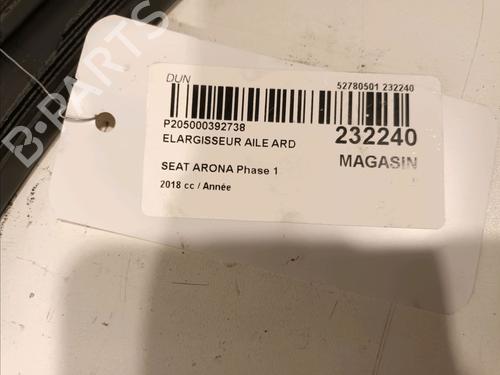 DUN
52780501 232240
P205000392738
ELARGISSEUR AILE ARD
232240
MAGASIN
SEAT ARONA Phase 1
2018 cc / Année
B-PARTS